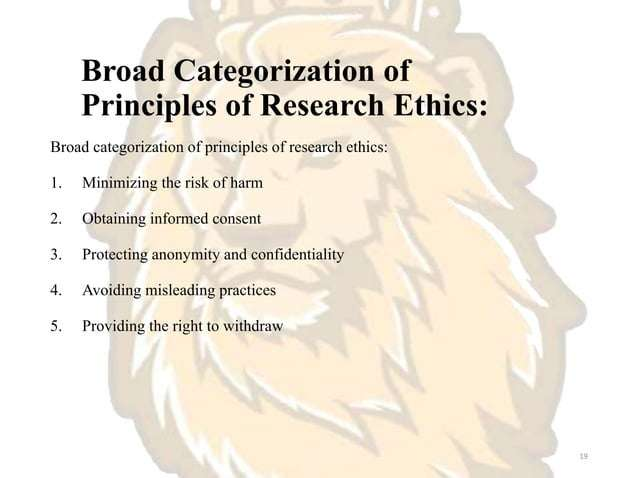 Broad Categorization of
Principles of Research Ethics:
Broad categorization of principles of research ethics:
1. Minimizing the risk of harm
2. Obtaining informed consent
3. Protecting anonymity and confidentiality
4. Avoiding misleading practices
5. Providing the right to withdraw
19